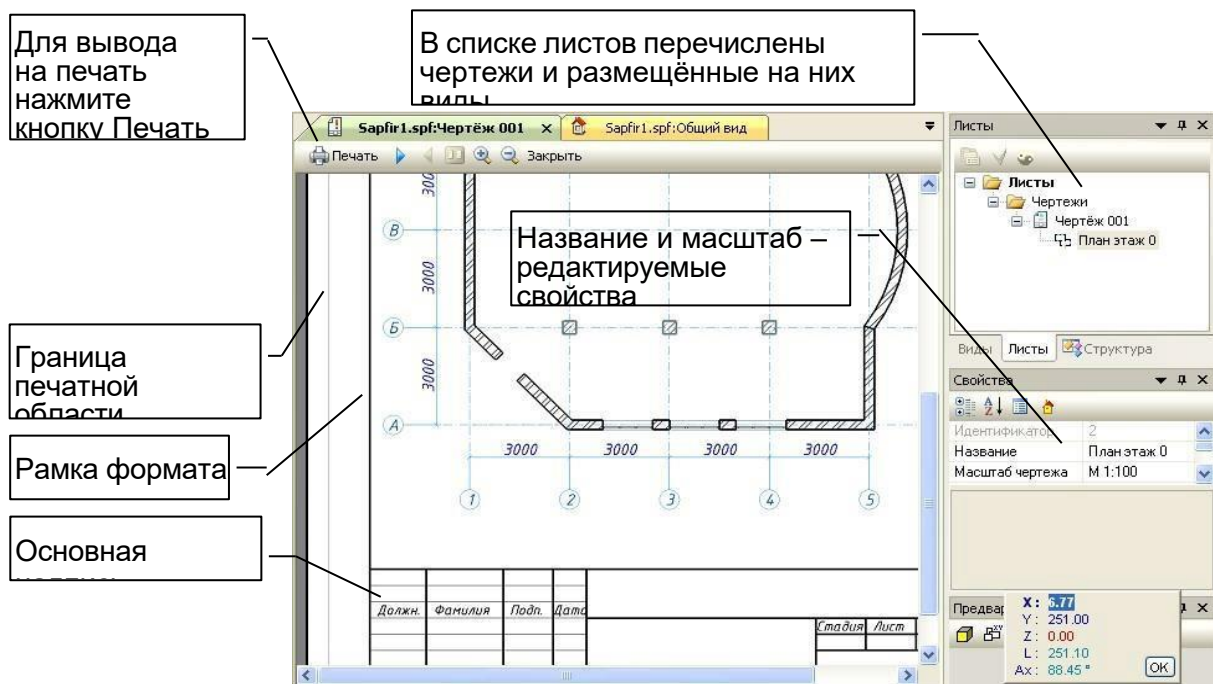 Для вывода
на печать
нажмите
кнопку Печать
В списке листов перечислены
чертежи и размещённые на них
виды
Sapfir1.spf:Чертёж 001
Sapfir1.spf:Общий вид
Печать
Закрыть
Листы
Листы
Чертежи
Чертёж 001
План этаж 0
Виды Листы Структура
Название и масштаб –
редактируемые
свойства
Граница
печатной
области
Рамка формата
Основная
3000
В
3000
Б
3000
А
3000 3000 3000 3000
1 2 3 4 5
Свойства
Идентификатор 2
Название План этаж 0
Масштаб чертежа М 1:100
Должн. Фамилия Подп. Дата
Стадия Лист
X: 6.77
Y: 251.00
Z: 0.00
L: 251.10
Ax: 88.45 °
OK